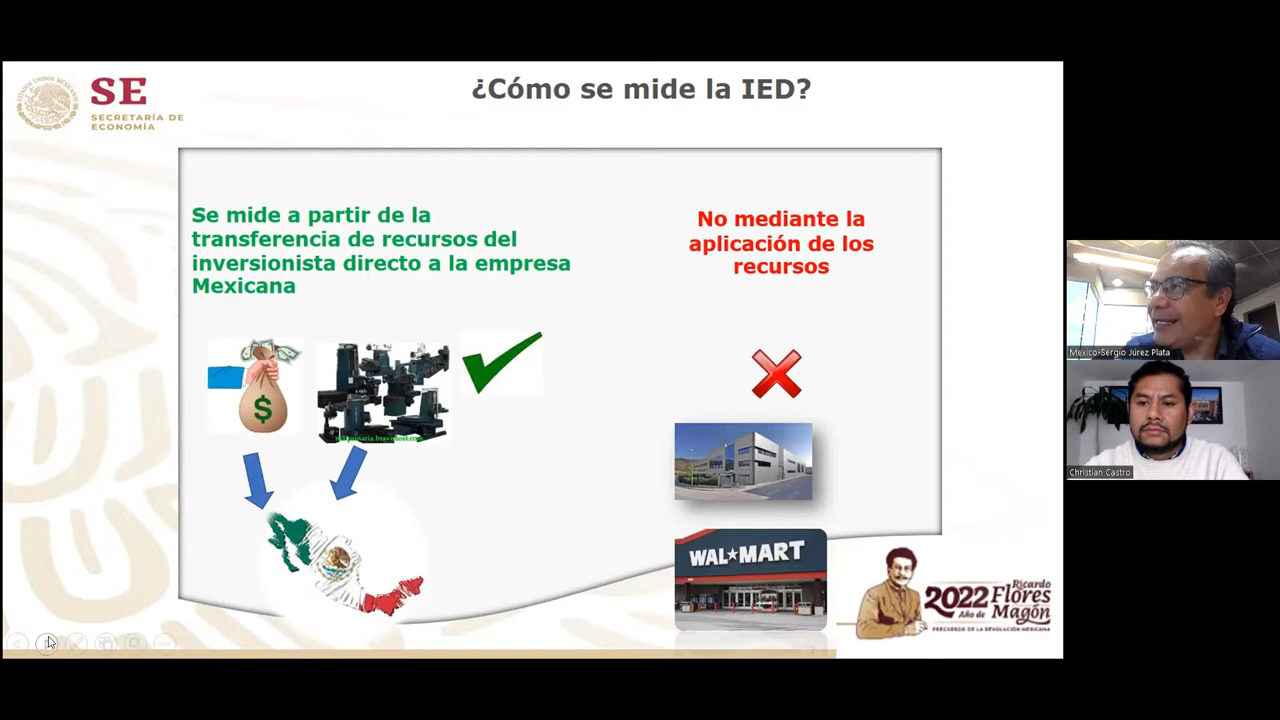 ¿Cómo se mide la IED?
SE
SECRETARÍA DE
ECONOMÍA
Se mide a partir de la
transferencia de recursos del
inversionista directo a la empresa
Mexicana
No mediante la
aplicación de los
recursos
$
WAL★MART
2022
Año de
Ricardo
Flores
Magón
PRECURSOR DE LA REVOLUCIÓN MEXICANA
Mexico-Sergio Júrez Plata
Christian Castro